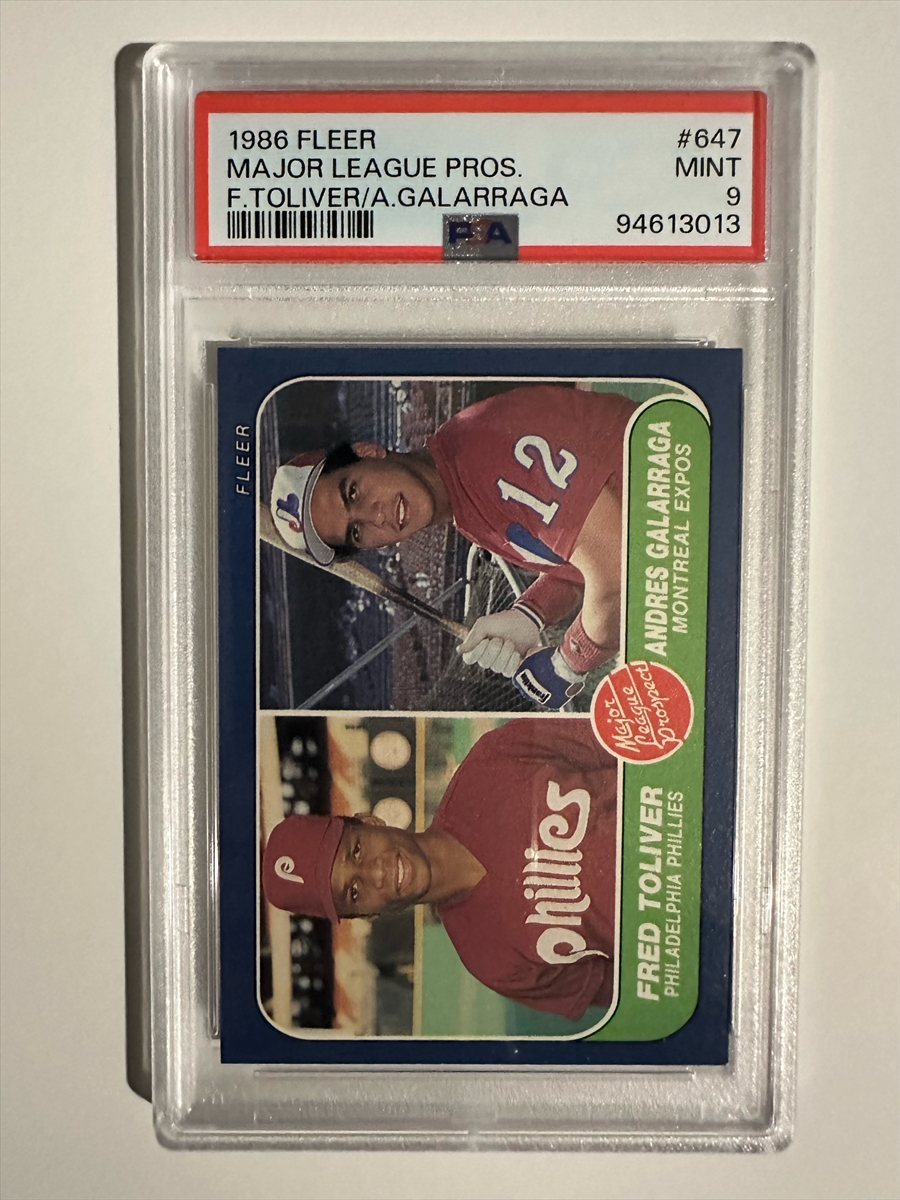 1986 FLEER #647
MAJOR LEAGUE PROS. MINT
F.TOLIVER/A.GALARRAGA 9
94613013
FLEER
12
ANDRES GALARRAGA
MONTREAL EXPOS
Major
League
Prospect
P
Phillies
FRED TOLIVER
PHILADELPHIA PHILLIES